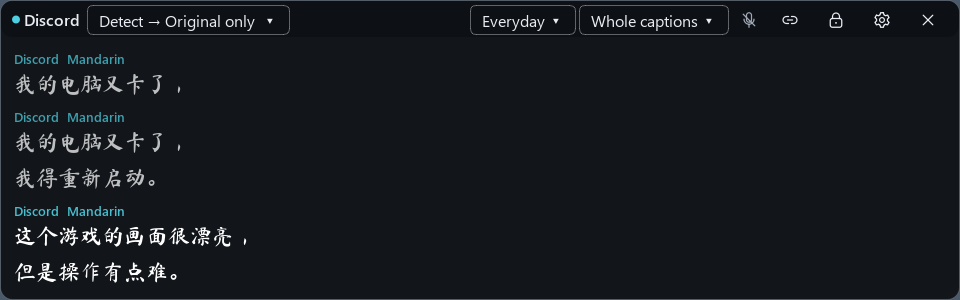 Discord
Detect → Original only
Everyday
Whole captions
Discord Mandarin
我的电脑又卡了，
Discord Mandarin
我的电脑又卡了，
我得重新启动。
Discord Mandarin
这个游戏的画面很漂亮，
但是操作有点难。